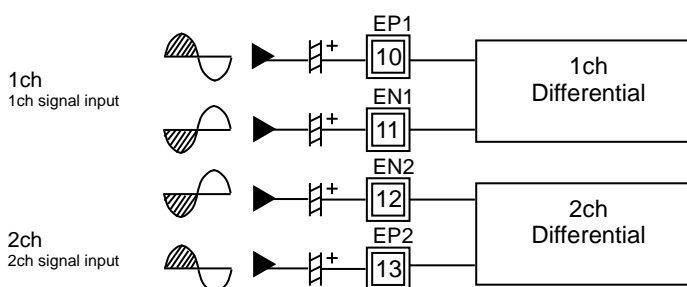 EP1
+
10
1ch
Differential
1ch
1ch signal input
EN1
+
11
EN2
+
12
2ch
Differential
2ch
2ch signal input
EP2
+
13